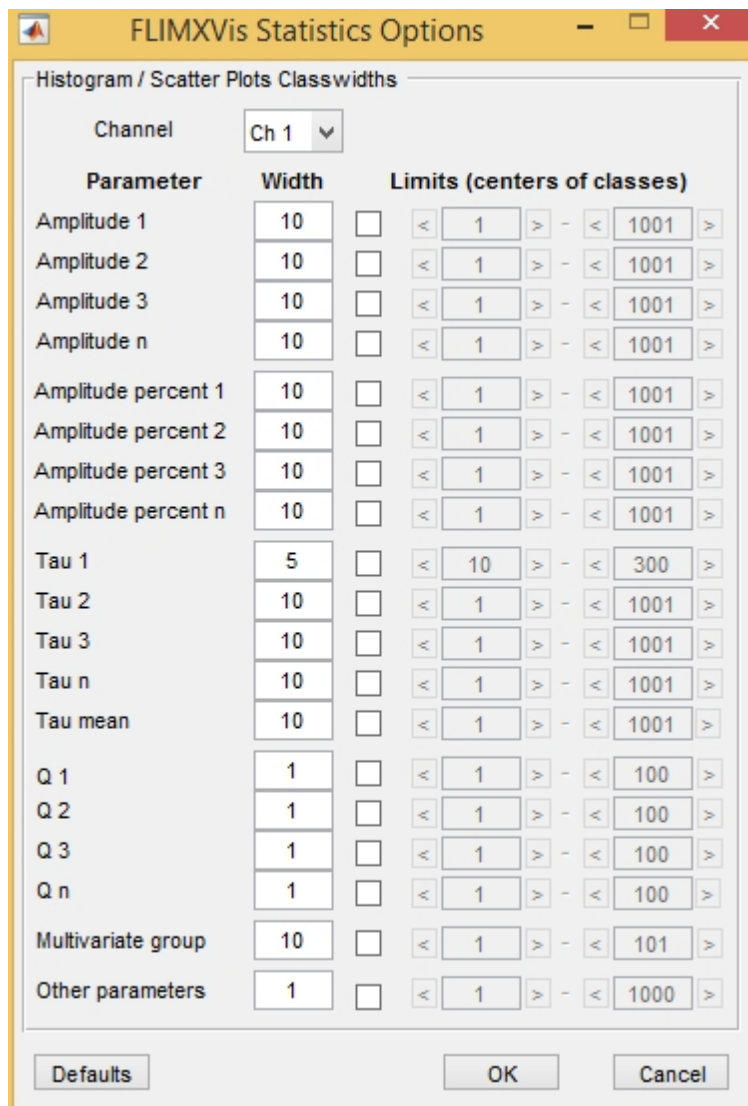 FLIMXVis Statistics Options
Histogram / Scatter Plots Classwidths
Channel Ch 1
Parameter Width Limits (centers of classes)
Amplitude 1 10 < 1 > - < 1001 >
Amplitude 2 10 < 1 > - < 1001 >
Amplitude 3 10 < 1 > - < 1001 >
Amplitude n 10 < 1 > - < 1001 >
Amplitude percent 1 10 < 1 > - < 1001 >
Amplitude percent 2 10 < 1 > - < 1001 >
Amplitude percent 3 10 < 1 > - < 1001 >
Amplitude percent n 10 < 1 > - < 1001 >
Tau 1 5 < 10 > - < 300 >
Tau 2 10 < 1 > - < 1001 >
Tau 3 10 < 1 > - < 1001 >
Tau n 10 < 1 > - < 1001 >
Tau mean 10 < 1 > - < 1001 >
Q 1 1 < 1 > - < 100 >
Q 2 1 < 1 > - < 100 >
Q 3 1 < 1 > - < 100 >
Q n 1 < 1 > - < 100 >
Multivariate group 10 < 1 > - < 101 >
Other parameters 1 < 1 > - < 1000 >
Defaults OK Cancel